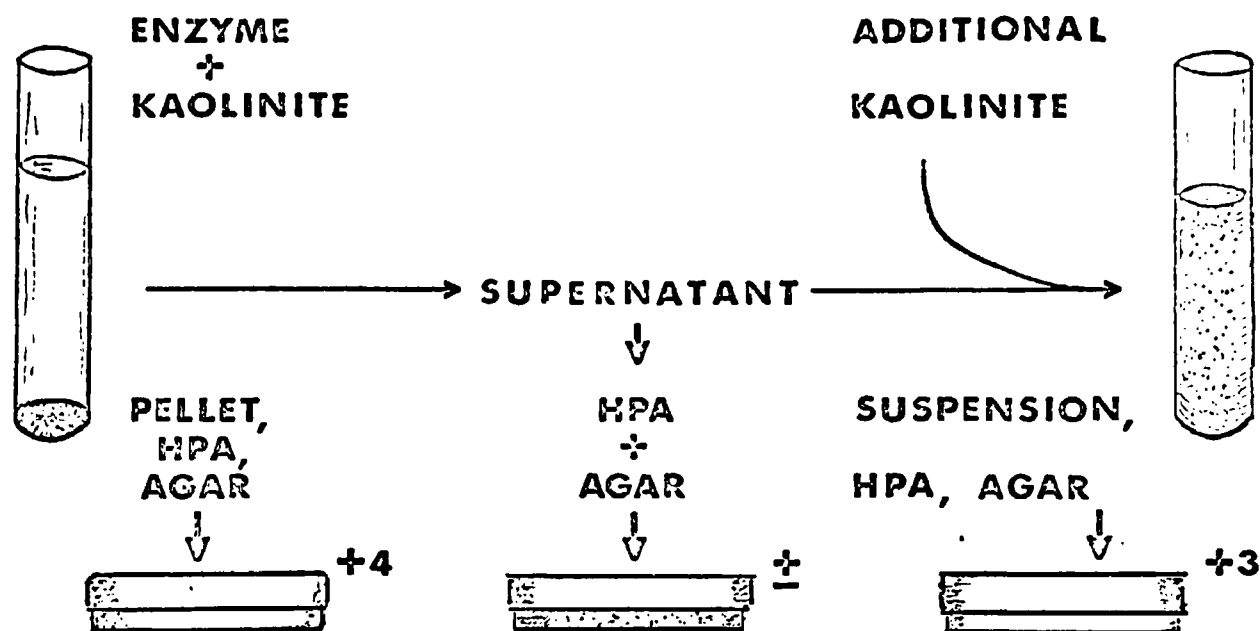 ENZYME
+
KAOLINITE
ADDITIONAL
KAOLINITE
SUPERNATANT
PELLET,
HPA,
AGAR
HPA
+
AGAR
SUSPENSION,
HPA, AGAR
+4
±
+3